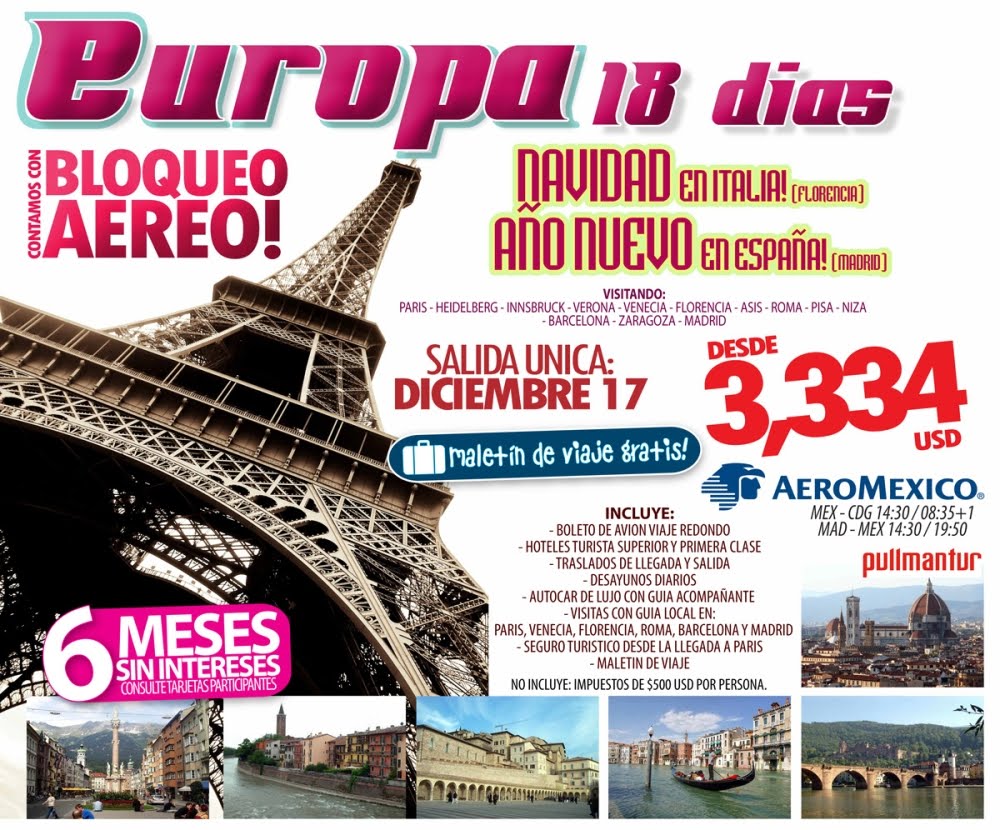 Europa 18 días
CONTAMOS CON
BLOQUEO
AEREO!
NAVIDAD EN ITALIA! (FLORENCIA)
AÑO NUEVO EN ESPAÑA! (MADRID)
VISITANDO:
PARIS - HEIDELBERG - INNSBRUCK - VERONA - VENECIA - FLORENCIA - ASIS - ROMA - PISA - NIZA
- BARCELONA - ZARAGOZA - MADRID
SALIDA UNICA:
DICIEMBRE 17
DESDE
3,334
USD
maletín de viaje gratis!
AEROMEXICO®
MEX - CDG 14:30 / 08:35+1
MAD - MEX 14:30 / 19:50
pullmantur
INCLUYE:
- BOLETO DE AVION VIAJE REDONDO
- HOTELES TURISTA SUPERIOR Y PRIMERA CLASE
- TRASLADOS DE LLEGADA Y SALIDA
- DESAYUNOS DIARIOS
- AUTOCAR DE LUJO CON GUIA ACOMPAÑANTE
- VISITAS CON GUIA LOCAL EN:
PARIS, VENECIA, FLORENCIA, ROMA, BARCELONA Y MADRID
- SEGURO TURISTICO DESDE LA LLEGADA A PARIS
- MALETIN DE VIAJE
NO INCLUYE: IMPUESTOS DE $500 USD POR PERSONA.
6 MESES
SIN INTERESES
CONSULTE TARJETAS PARTICIPANTES